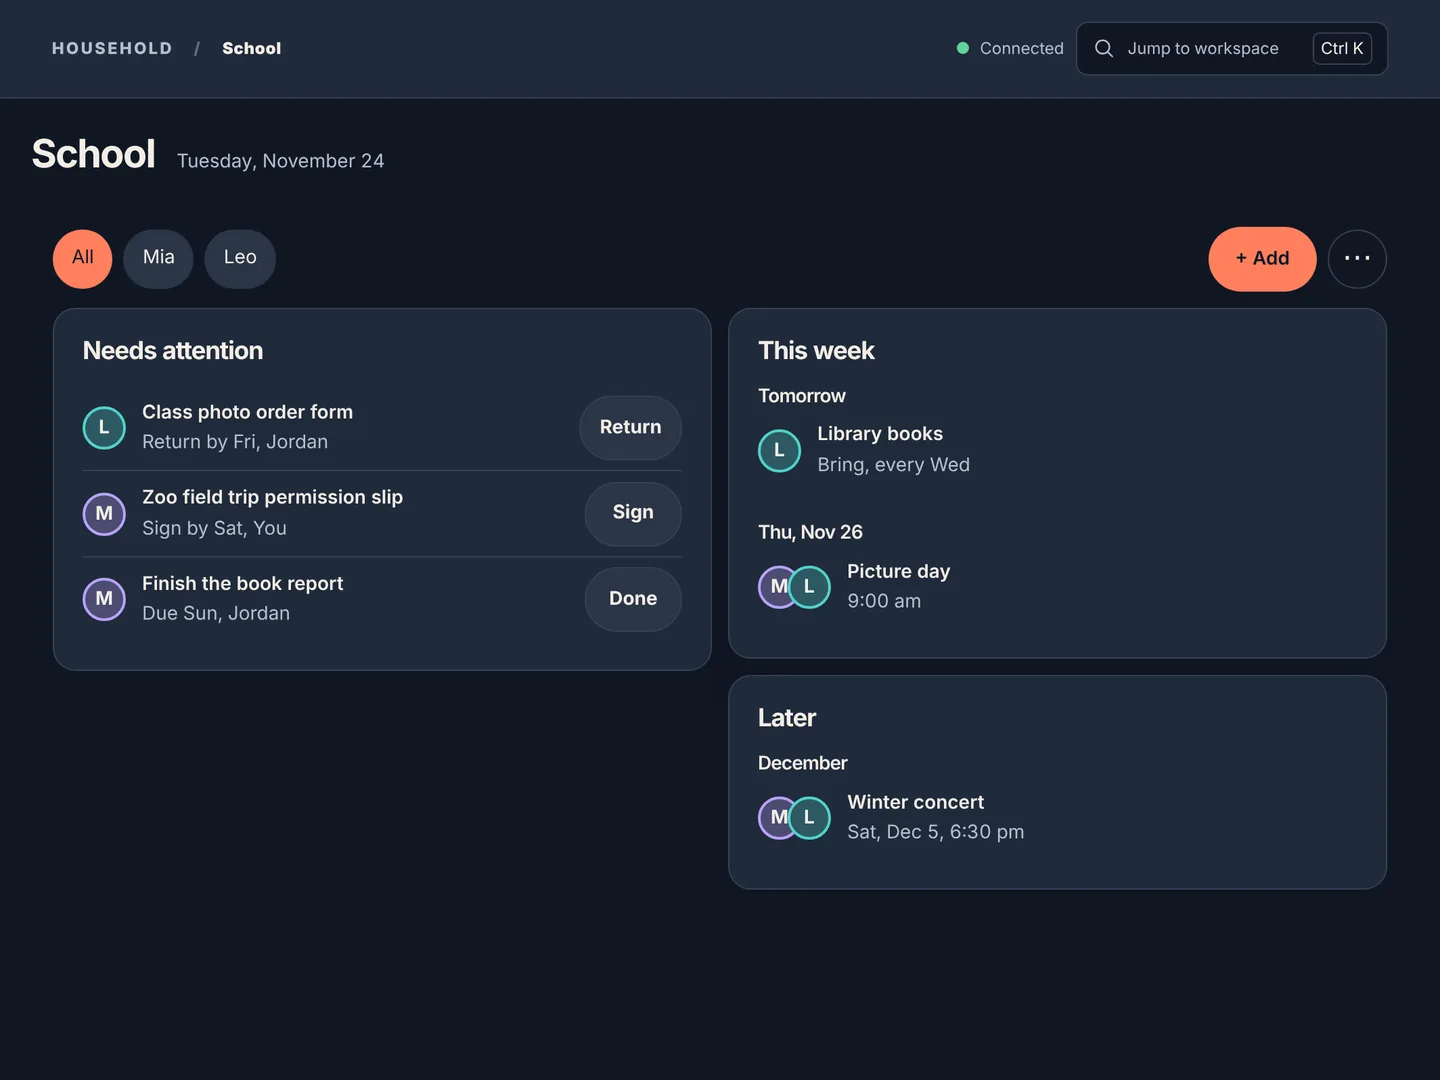 HOUSEHOLD / School
Connected
Jump to workspace
Ctrl K
School
Tuesday, November 24
All
Mia
Leo
+ Add
···
Needs attention
L
Class photo order form
Return by Fri, Jordan
Return
M
Zoo field trip permission slip
Sign by Sat, You
Sign
M
Finish the book report
Due Sun, Jordan
Done
This week
Tomorrow
L
Library books
Bring, every Wed
Thu, Nov 26
M
L
Picture day
9:00 am
Later
December
M
L
Winter concert
Sat, Dec 5, 6:30 pm